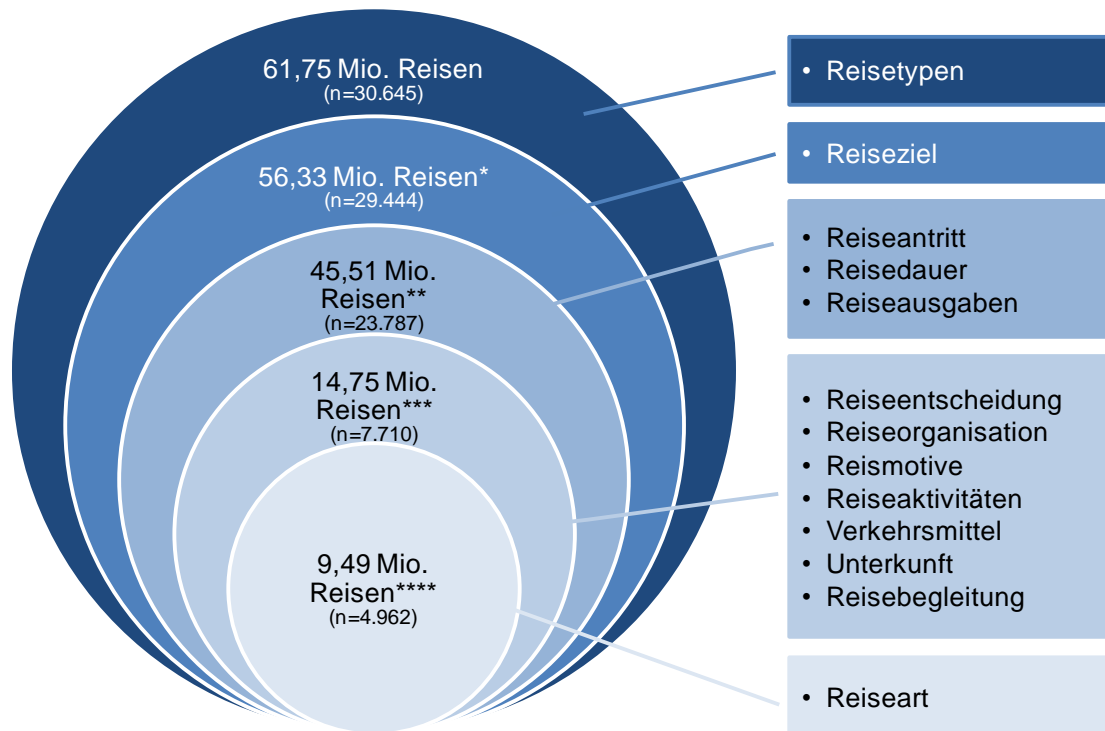 61,75 Mio. Reisen
(n=30.645)
56,33 Mio. Reisen*
(n=29.444)
45,51 Mio.
Reisen**
(n=23.787)
14,75 Mio.
Reisen***
(n=7.710)
9,49 Mio.
Reisen****
(n=4.962)
• Reisetypen
• Reiseziel
• Reiseantritt
• Reisedauer
• Reiseausgaben
• Reiseentscheidung
• Reiseorganisation
• Reismotive
• Reiseaktivitäten
• Verkehrsmittel
• Unterkunft
• Reisebegleitung
• Reiseart